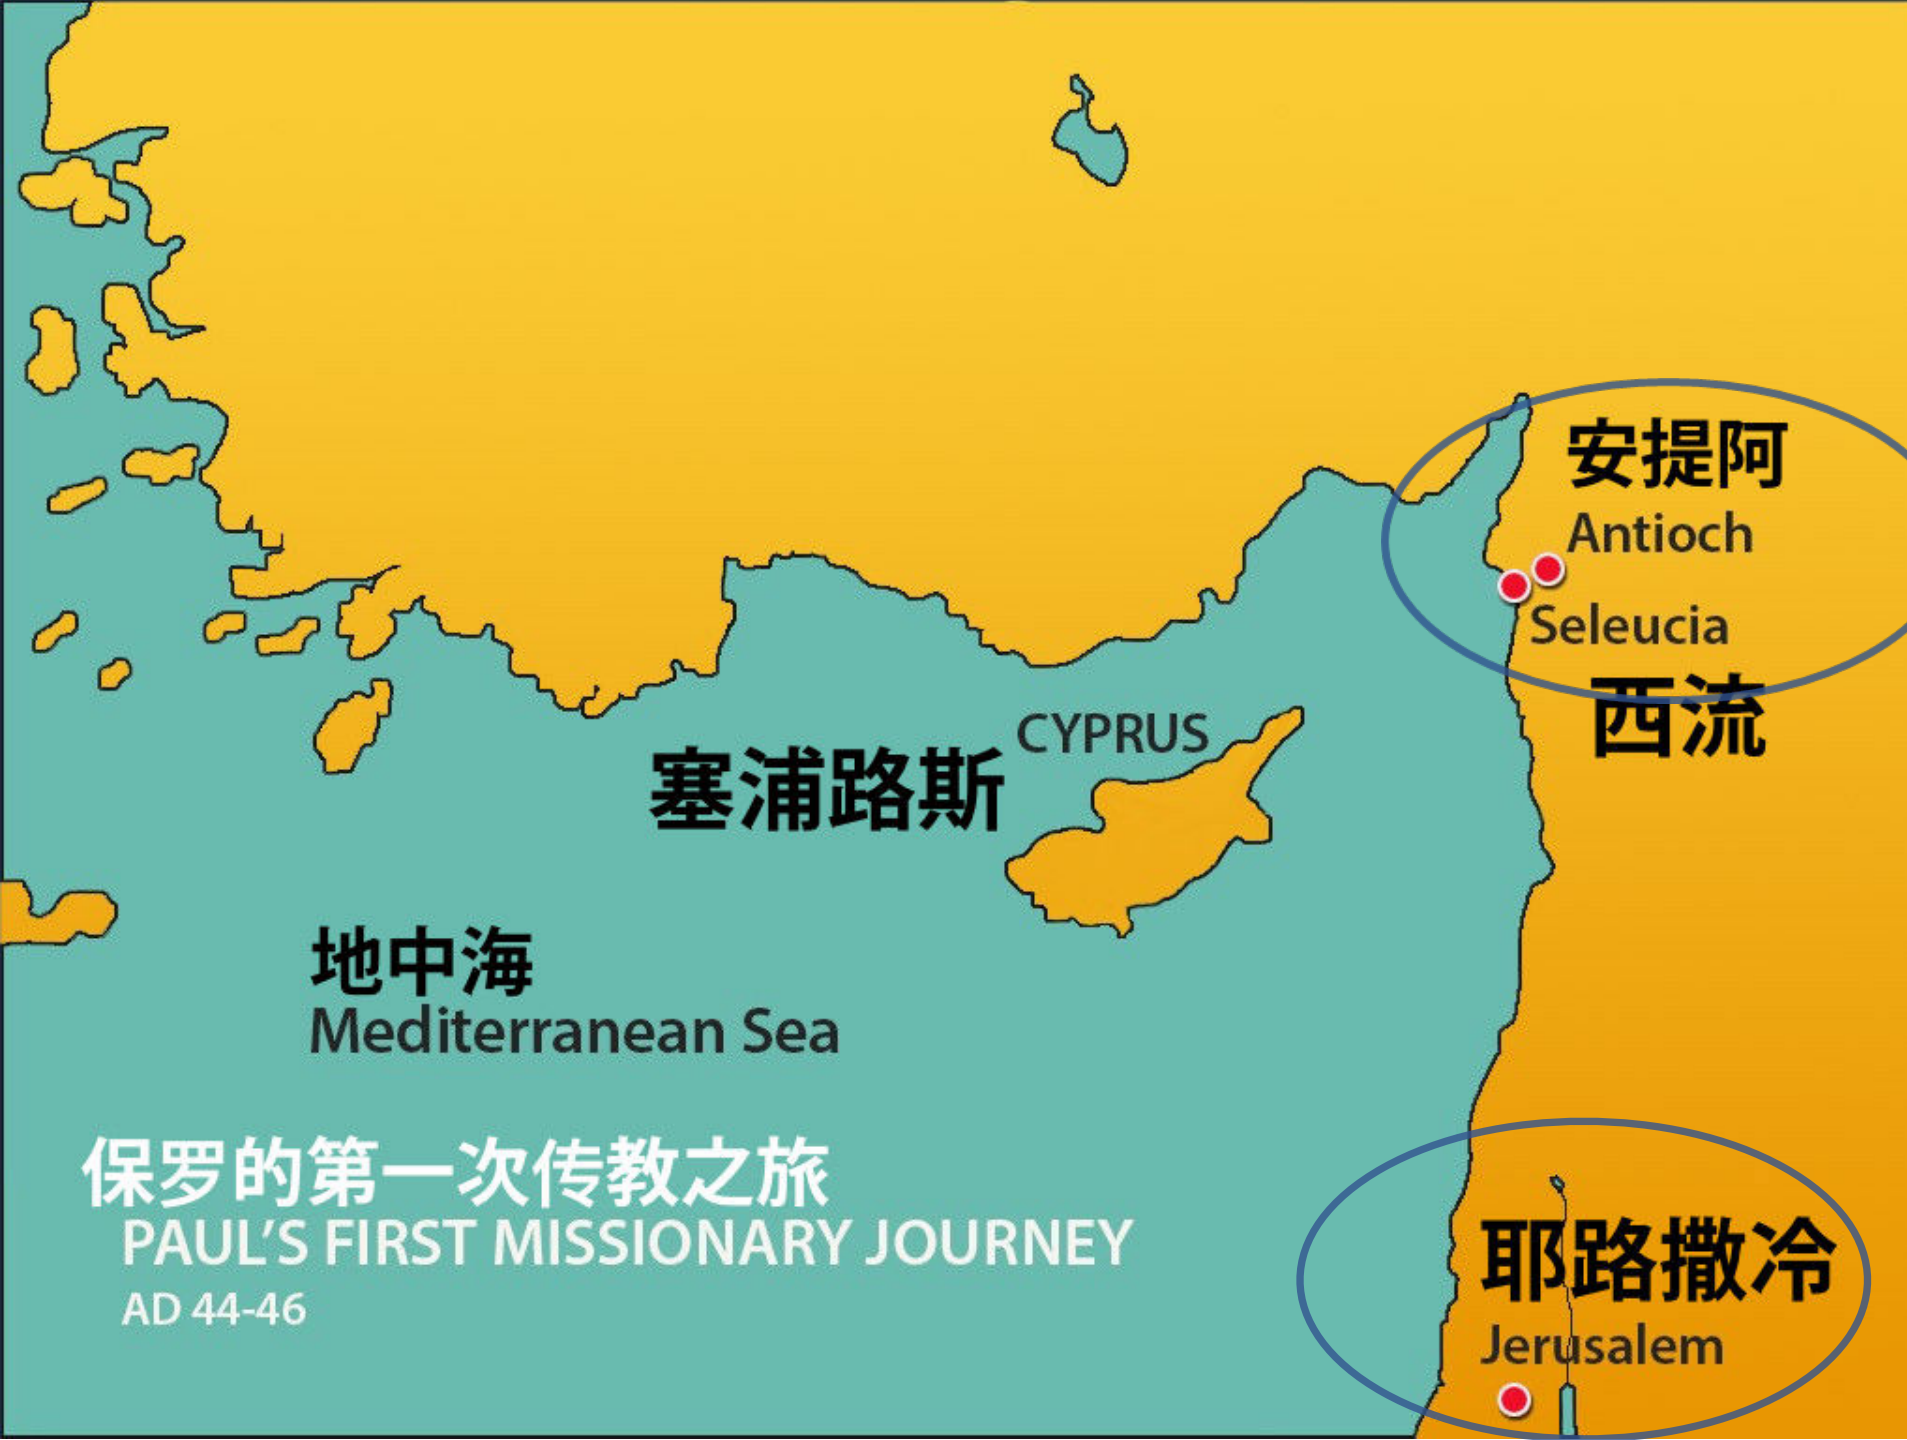 安提阿
Antioch
Seleucia
西流
CYPRUS
塞浦路斯
地中海
Mediterranean Sea
保罗的第一次传教之旅
PAUL'S FIRST MISSIONARY JOURNEY
AD 44-46
耶路撒冷
Jerusalem